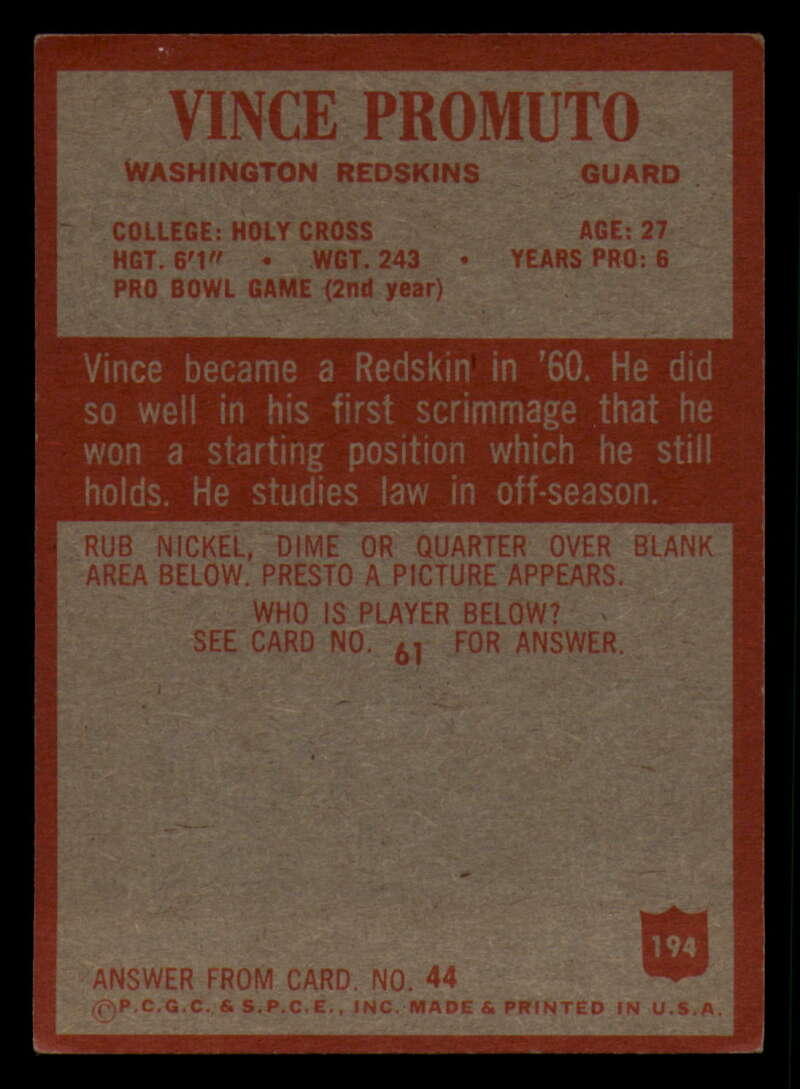 VINCE PROMUTO
WASHINGTON REDSKINS GUARD
COLLEGE: HOLY CROSS AGE: 27
HGT. 6'1" • WGT. 243 • YEARS PRO: 6
PRO BOWL GAME (2nd year)
Vince became a Redskin in '60. He did
so well in his first scrimmage that he
won a starting position which he still
holds. He studies law in off-season.
RUB NICKEL, DIME OR QUARTER OVER BLANK
AREA BELOW. PRESTO A PICTURE APPEARS.
WHO IS PLAYER BELOW?
SEE CARD NO. 61 FOR ANSWER.
194
ANSWER FROM CARD. NO. 44
©P.C.G.C. & S.P.C.E., INC. MADE & PRINTED IN U.S.A.